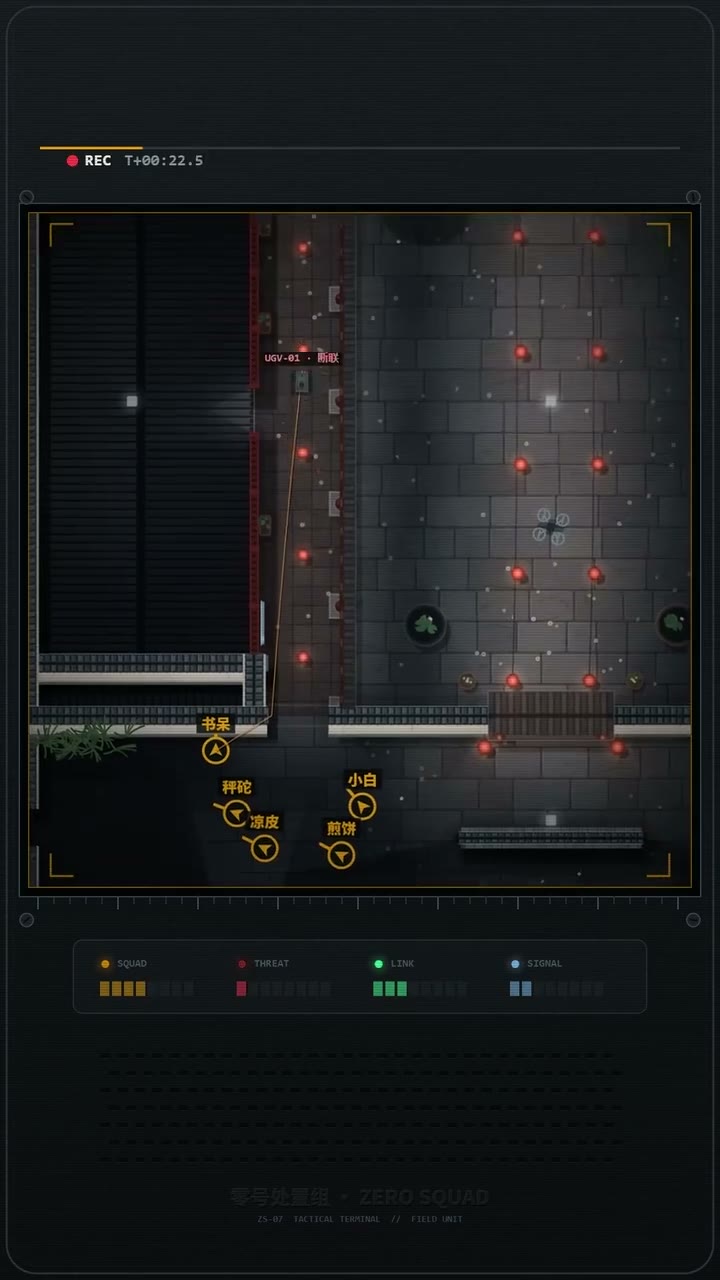 REC T+00:22.5
UGV-01 · 断联
书呆
秤砣
小白
凉皮
煎饼
SQUAD THREAT LINK SIGNAL
零号处置组 · ZERO SQUAD
ZS-07 TACTICAL TERMINAL // FIELD UNIT